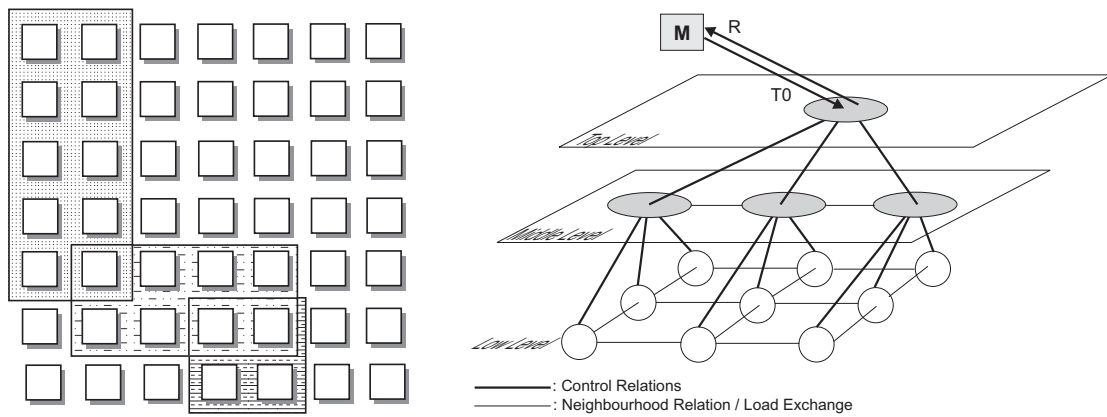 M
R
T0
Top Level
Middle Level
Low Level
: Control Relations
: Neighbourhood Relation / Load Exchange